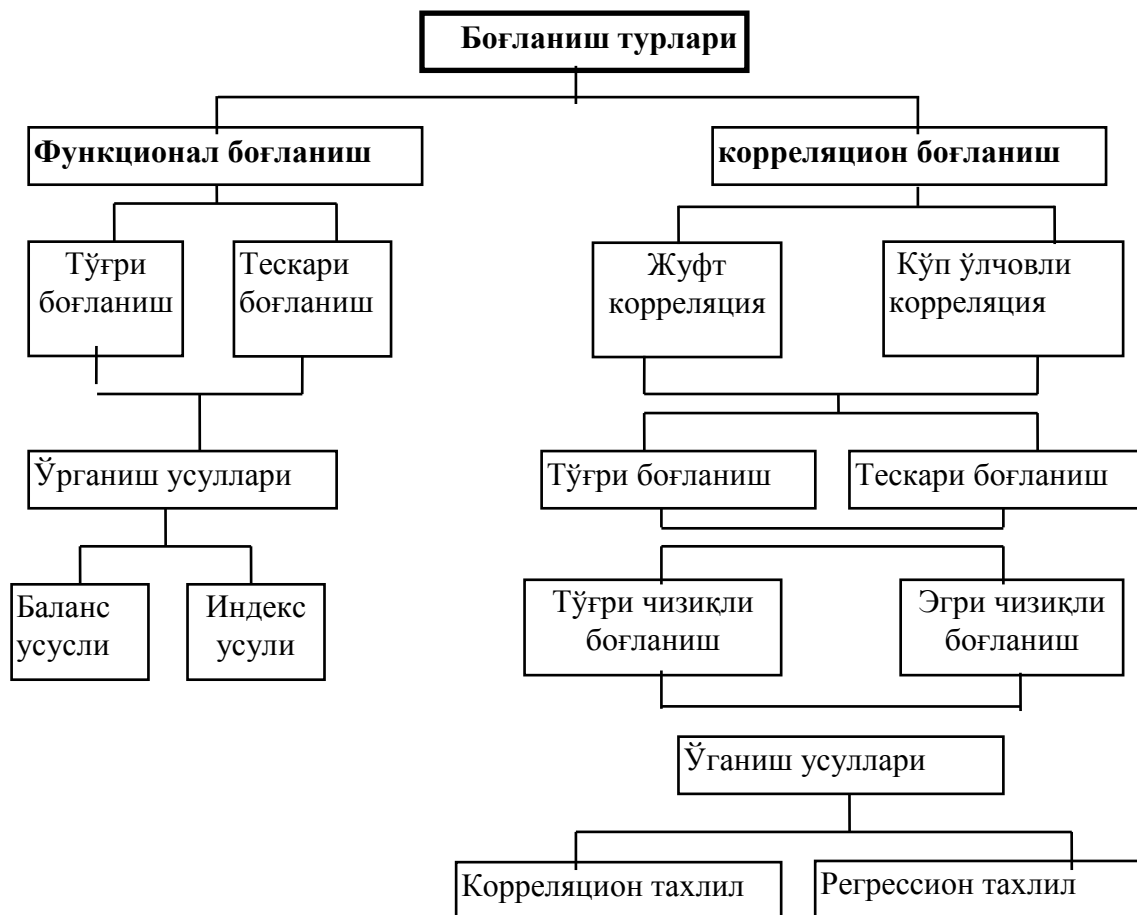 Боғланиш турлари
Функционал боғланиш
корреляцион боғланиш
Тўғри
боғланиш
Тескари
боғланиш
Жуфт
корреляция
Кўп ўлчовли
корреляция
Ўрганиш усуллари
Тўғри боғланиш
Тескари боғланиш
Баланс
усусли
Индекс
усули
Тўғри чизиқли
боғланиш
Эгри чизиқли
боғланиш
Ўганиш усуллари
Корреляцион тахлил
Регрессион тахлил